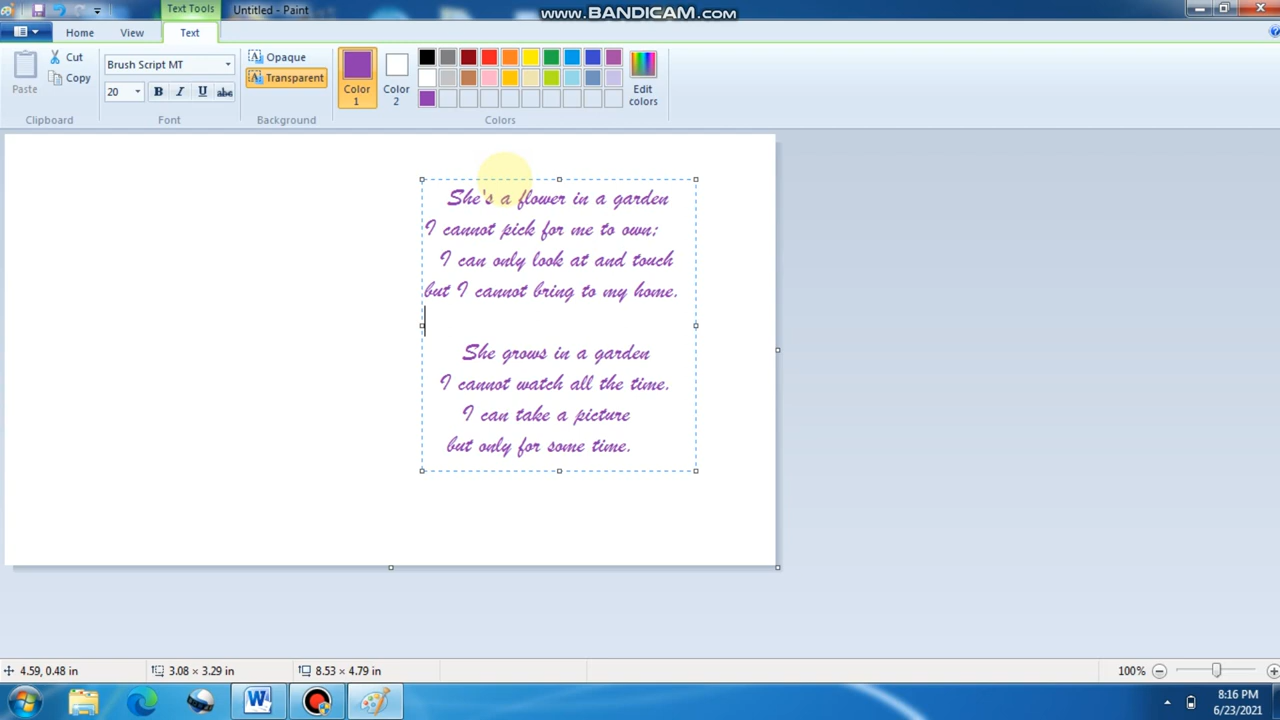 Text Tools
Untitled - Paint
www.BANDICAM.com
Home
View
Text
Paste
Cut
Copy
Clipboard
Brush Script MT
20
B I U abc
Font
Opaque
Transparent
Background
Color 1
Color 2
Edit colors
Colors
She's a flower in a garden
I cannot pick for me to own;
I can only look at and touch
but I cannot bring to my home.
She grows in a garden
I cannot watch all the time.
I can take a picture
but only for some time.
4.59, 0.48 in
3.08 × 3.29 in
8.53 × 4.79 in
100%
8:16 PM
6/23/2021